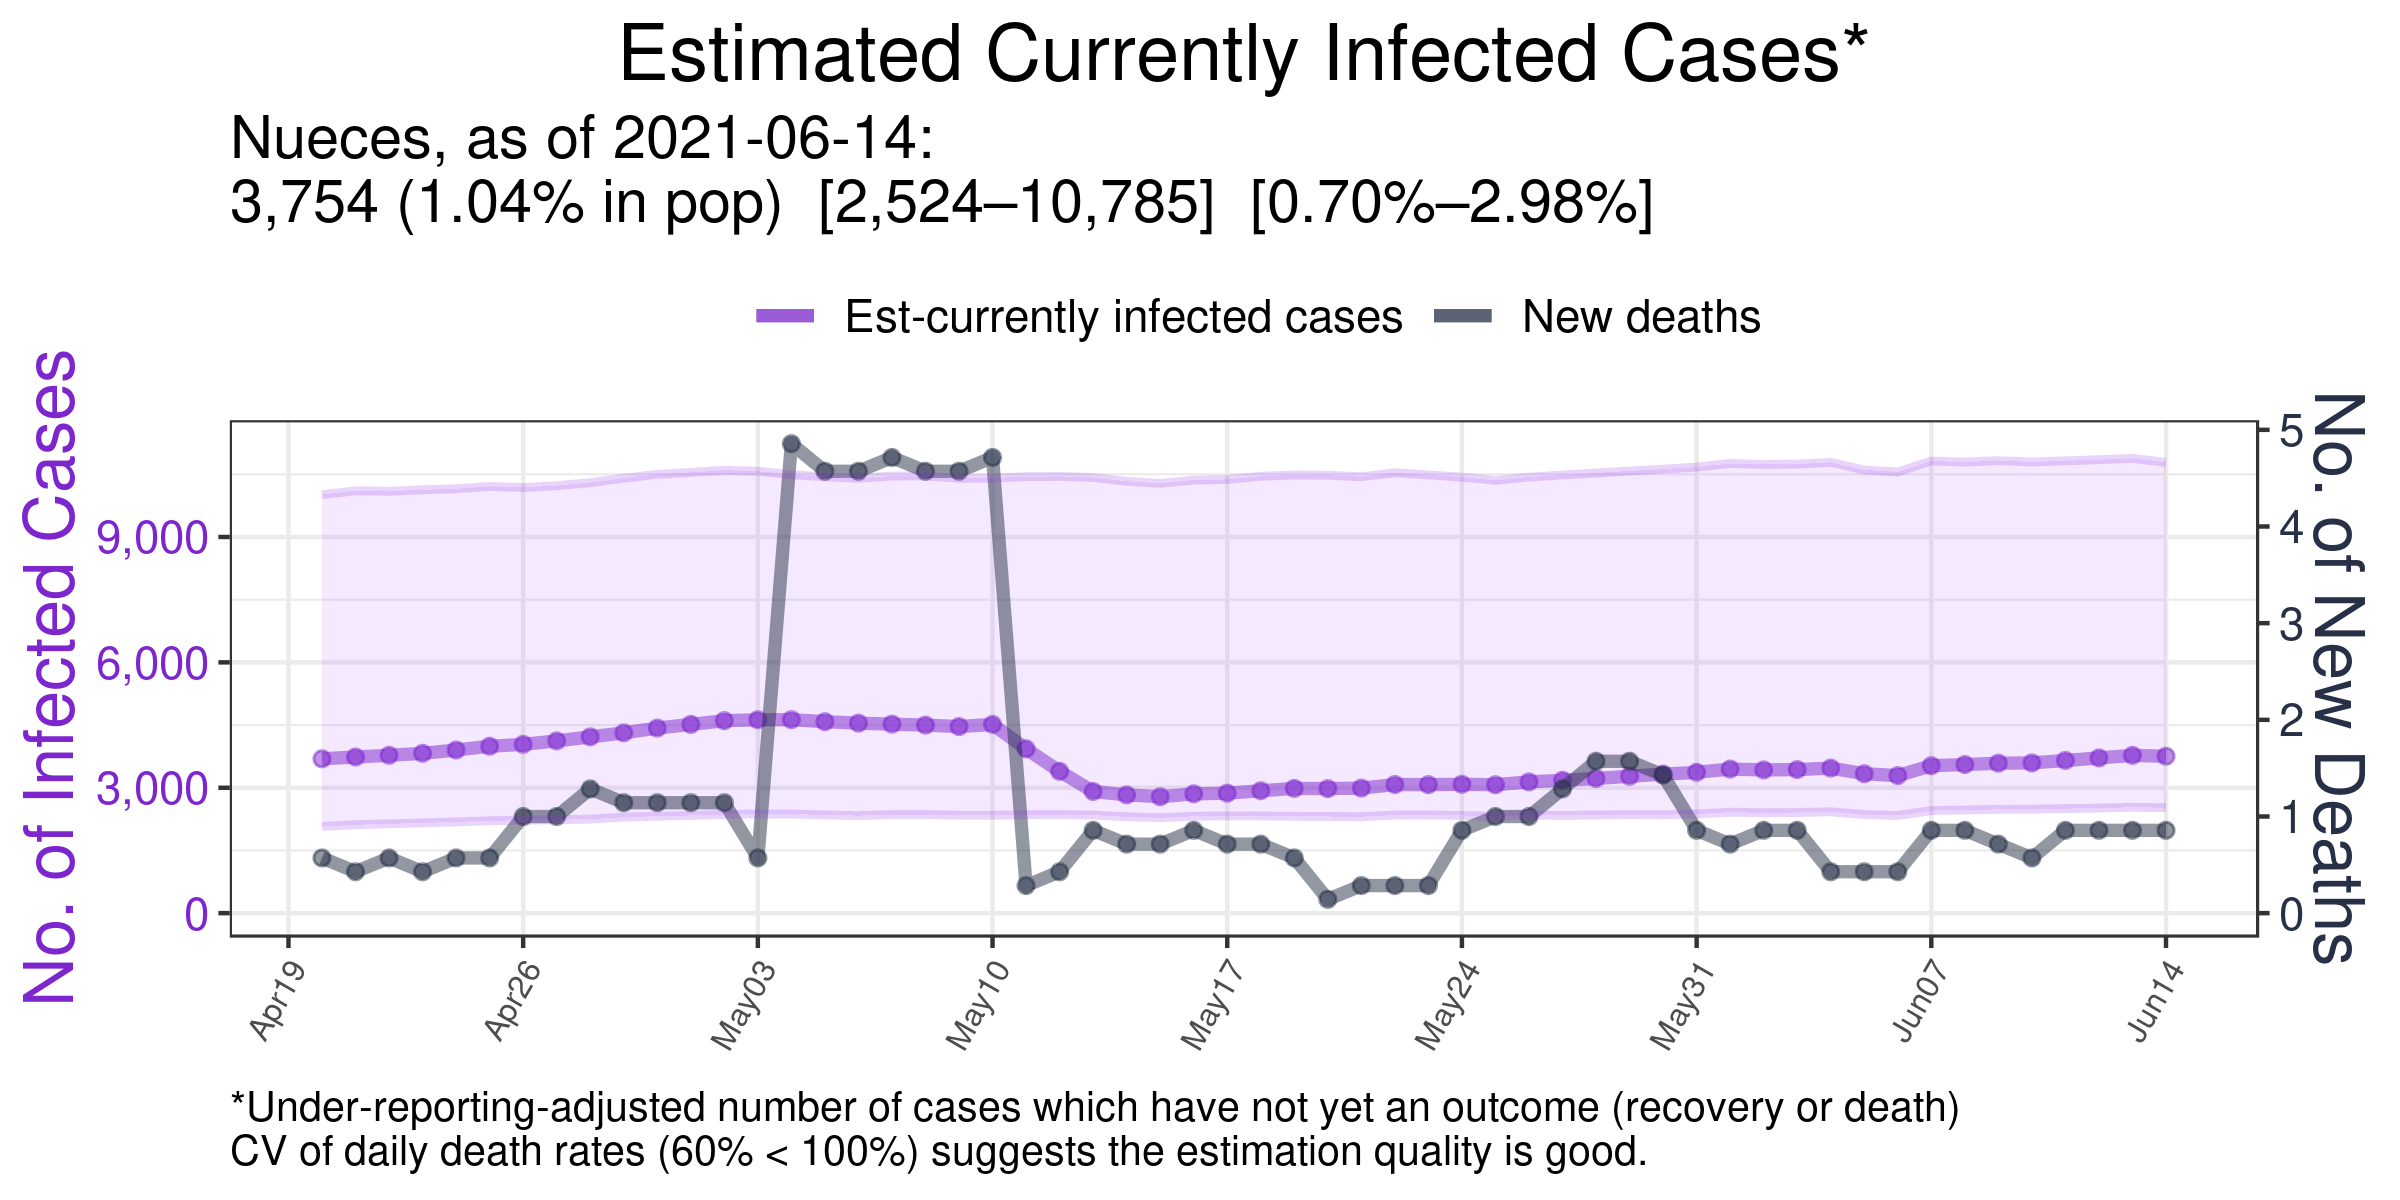 Estimated Currently Infected Cases*
Nueces, as of 2021-06-14:
3,754 (1.04% in pop)  [2,524–10,785]  [0.70%–2.98%]
Est-currently infected cases
New deaths
No. of Infected Cases
9,000
6,000
3,000
0
5
4
3
2
1
0
No. of New Deaths
Apr19
Apr26
May03
May10
May17
May24
May31
Jun07
Jun14
*Under-reporting-adjusted number of cases which have not yet an outcome (recovery or death)
CV of daily death rates (60% < 100%) suggests the estimation quality is good.